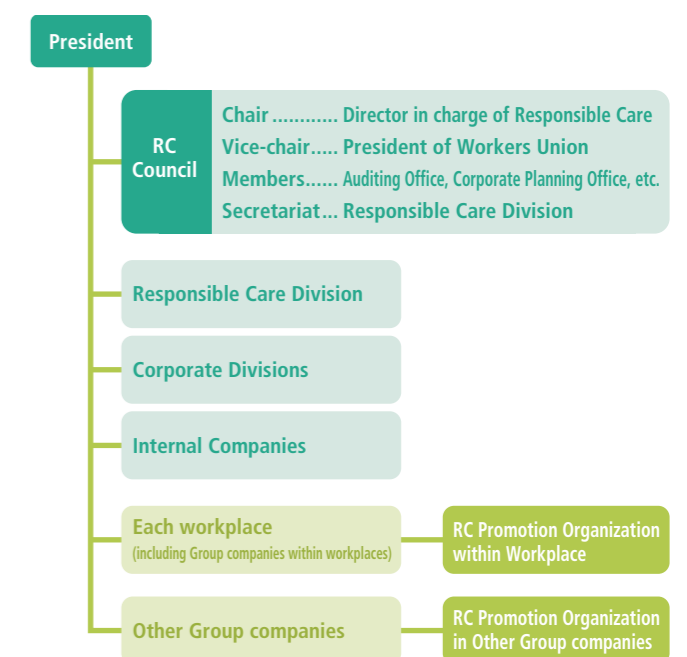 President
RC
Council
Chair ............ Director in charge of Responsible Care
Vice-chair..... President of Workers Union
Members...... Auditing Office, Corporate Planning Office, etc.
Secretariat... Responsible Care Division
Responsible Care Division
Corporate Divisions
Internal Companies
Each workplace
(including Group companies within workplaces)
RC Promotion Organization
within Workplace
Other Group companies
RC Promotion Organization
in Other Group companies